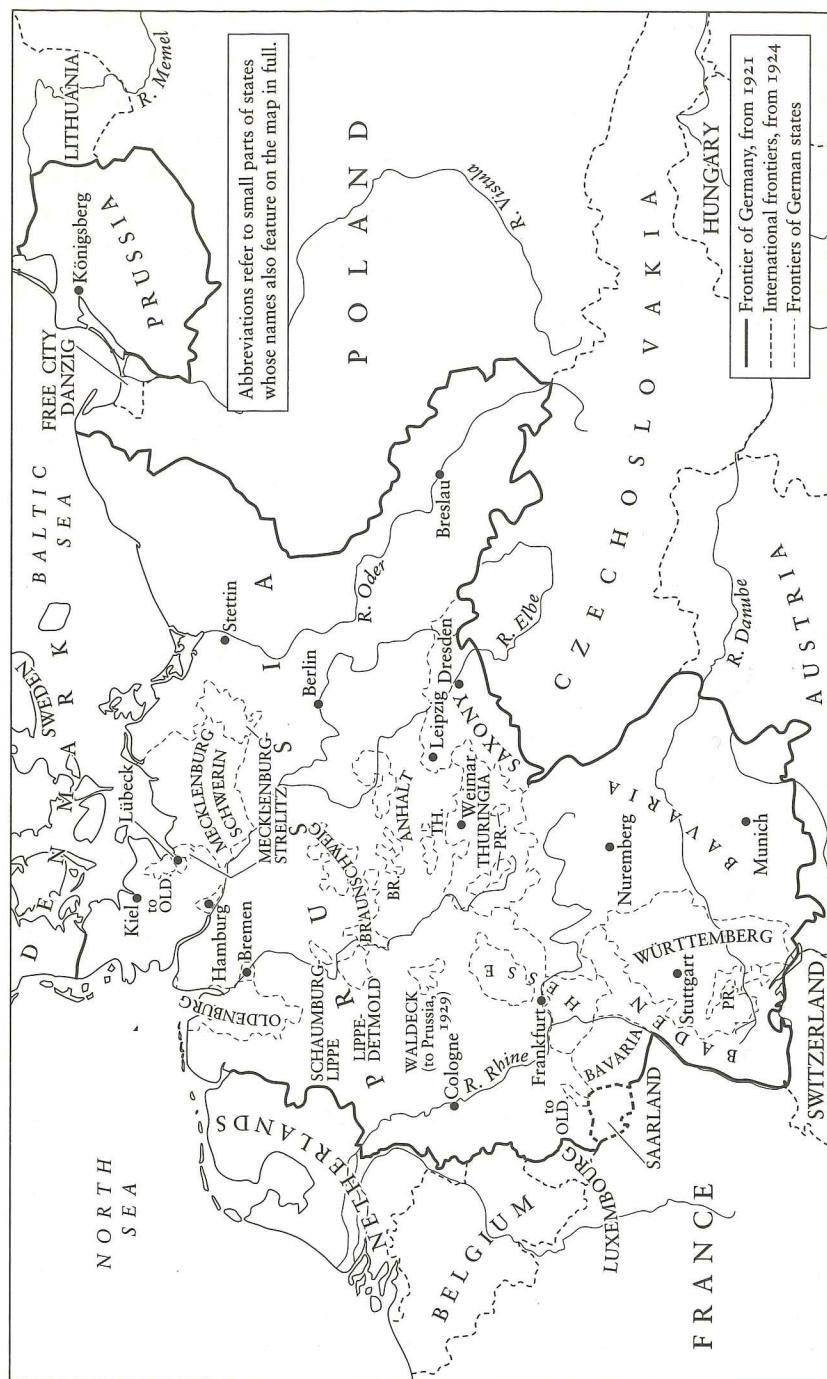 NORTH
SEA
D E N M A R K
SWEDEN
BALTIC
SEA
LITHUANIA
R. Memel
Königsberg
PRUSSIA
FREE CITY
DANZIG
Abbreviations refer to small parts of states
whose names also feature on the map in full.
Kiel
to
OLD.
Lübeck
Hamburg
MECKLENBURG
SCHWERIN
MECKLENBURG-
STRELITZ
Stettin
Bremen
OLDENBURG
NETHERLANDS
P R U S S I A
SCHAUMBURG
LIPPE
LIPPE-
DETMOLD
BRAUNSCHWEIG
BR.
ANHALT
Berlin
R. Oder
POLAND
R. Vistula
WALDECK
(to Prussia,
1929)
Cologne
R. Rhine
TH.
Weimar
THURINGIA
PR.
Leipzig
Dresden
SAXONY
R. Elbe
Breslau
BELGIUM
LUXEMBOURG
to
OLD.
SAARLAND
Frankfurt
HESSE
BAVARIA
BADEN
Nuremberg
BAVARIA
CZECHOSLOVAKIA
FRANCE
Stuttgart
WÜRTTEMBERG
PR.
Munich
R. Danube
AUSTRIA
HUNGARY
SWITZERLAND
Frontier of Germany, from 1921
International frontiers, from 1924
Frontiers of German states